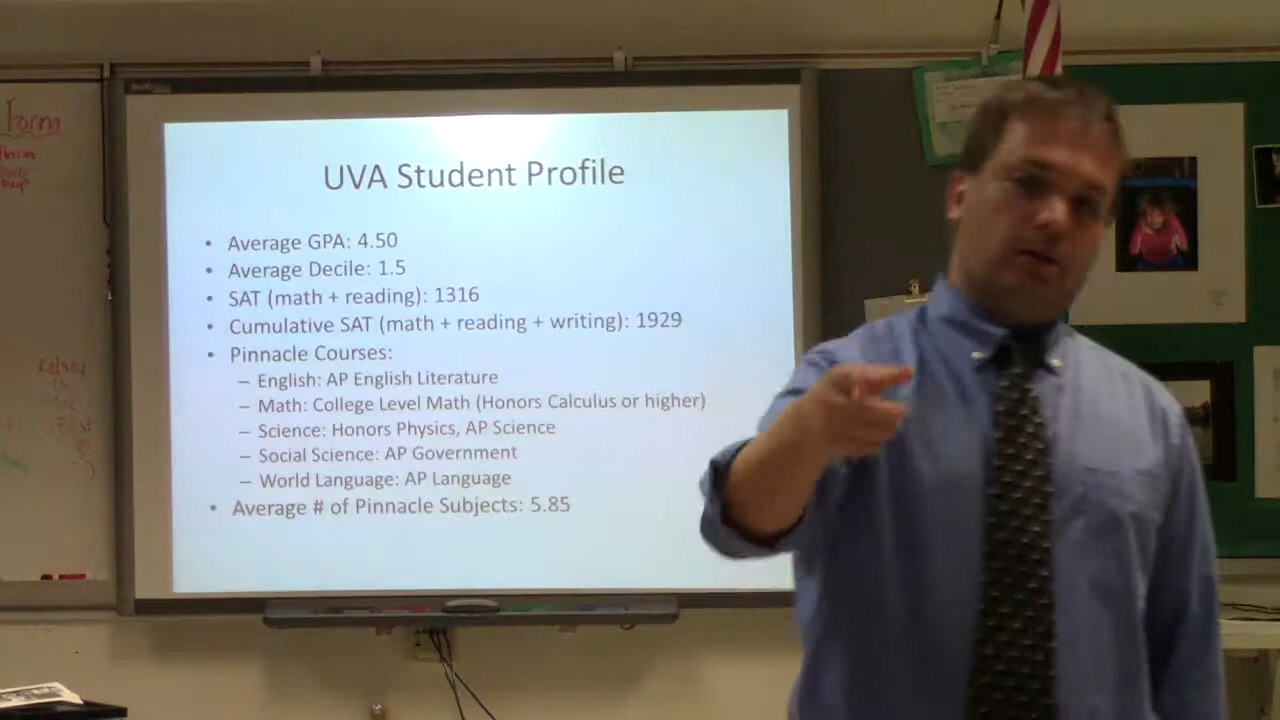 Form
UVA Student Profile
• Average GPA: 4.50
• Average Decile: 1.5
• SAT (math + reading): 1316
• Cumulative SAT (math + reading + writing): 1929
• Pinnacle Courses:
– English: AP English Literature
– Math: College Level Math (Honors Calculus or higher)
– Science: Honors Physics, AP Science
– Social Science: AP Government
– World Language: AP Language
• Average # of Pinnacle Subjects: 5.85